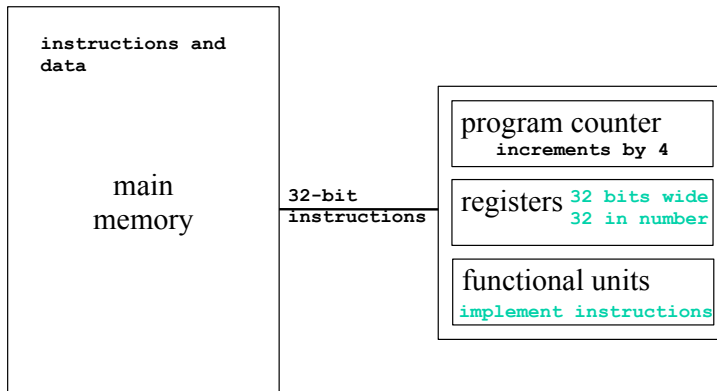 instructions and
data
main
memory
32-bit
instructions
program counter
increments by 4
registers 32 bits wide
32 in number
functional units
implement instructions